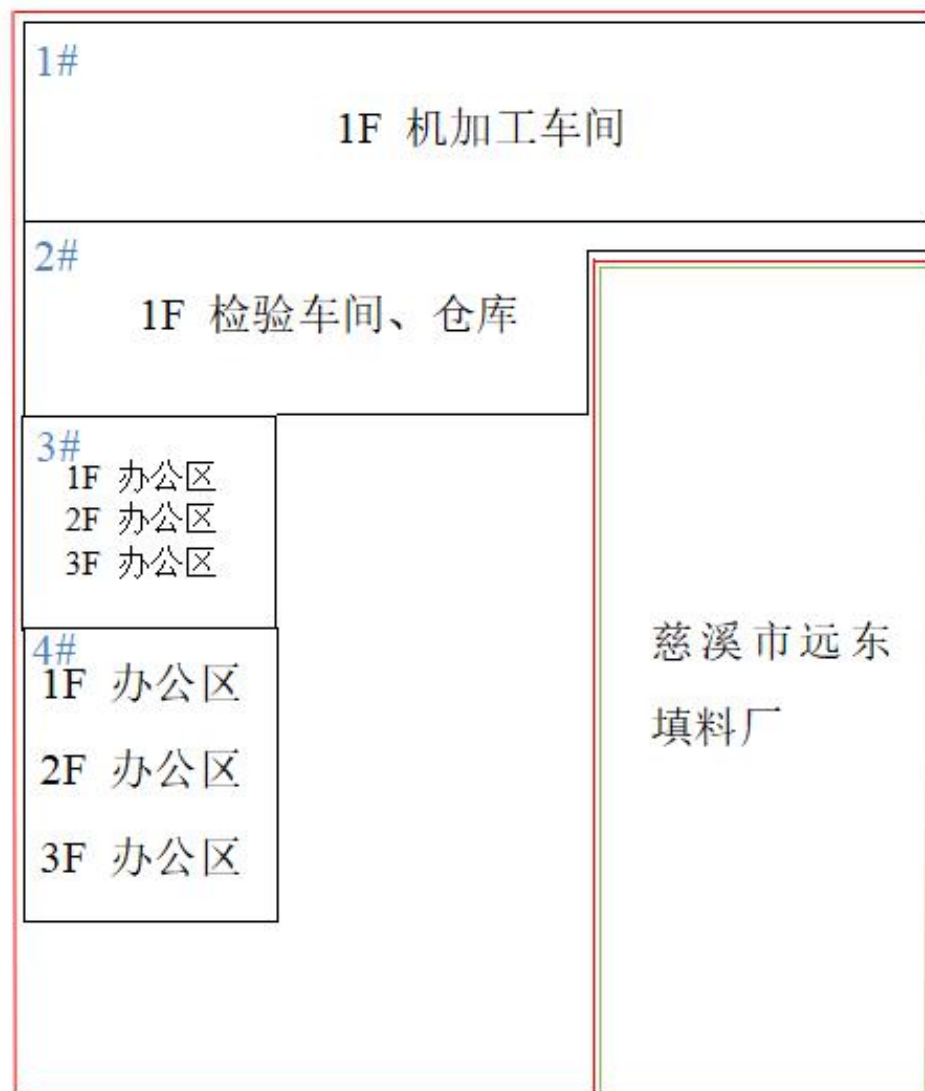 1#
1F 机加工车间
2#
1F 检验车间、仓库
3#
1F 办公区
2F 办公区
3F 办公区
4#
1F 办公区
2F 办公区
3F 办公区
慈溪市远东
填料厂